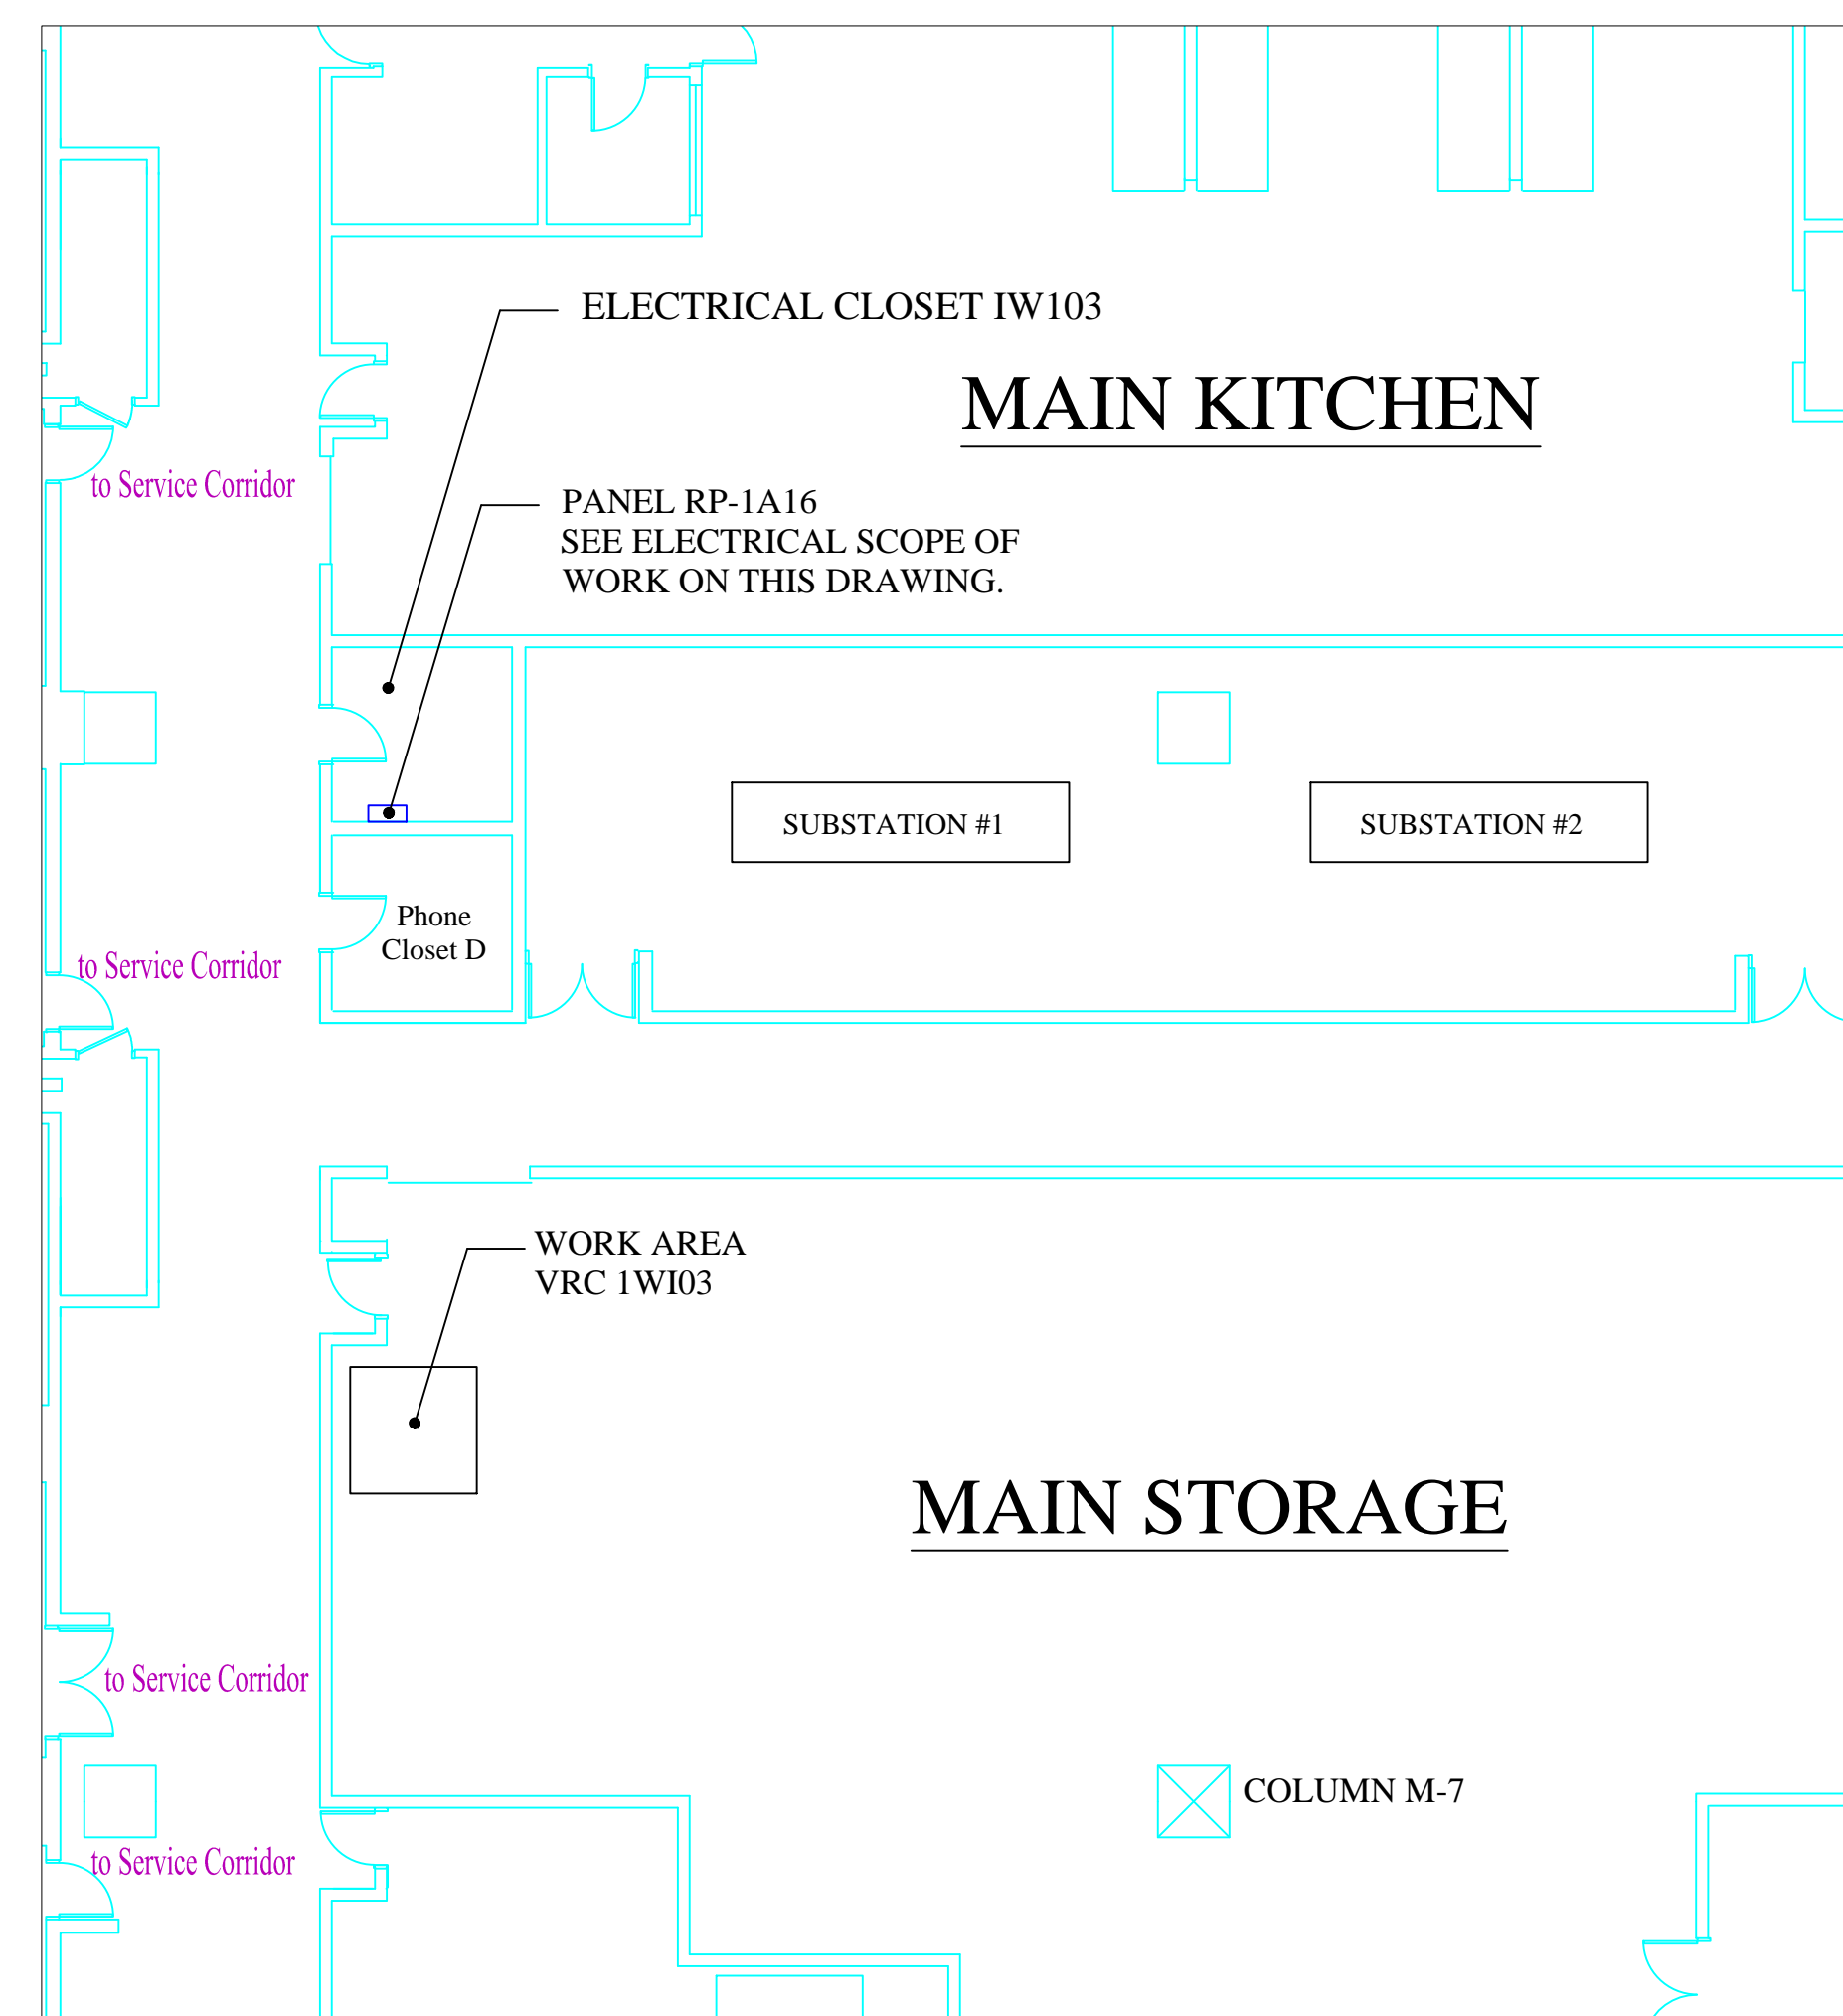 ELECTRICAL CLOSET IW103
MAIN KITCHEN
to Service Corridor
PANEL RP-1A16
SEE ELECTRICAL SCOPE OF
WORK ON THIS DRAWING.
SUBSTATION #1
SUBSTATION #2
Phone
Closet D
to Service Corridor
WORK AREA
VRC 1WI03
MAIN STORAGE
to Service Corridor
COLUMN M-7
to Service Corridor